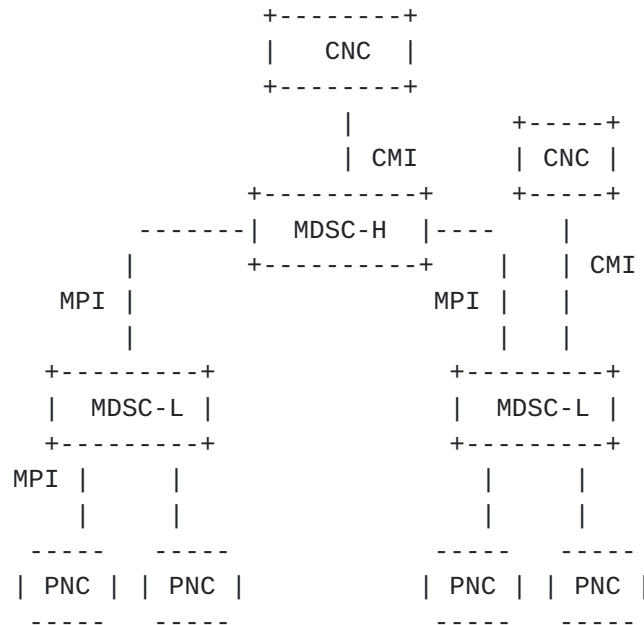 CNC
CMI CNC
MDSC-H
CMI
MPI MPI
MDSC-L MDSC-L
MPI
PNC PNC PNC PNC